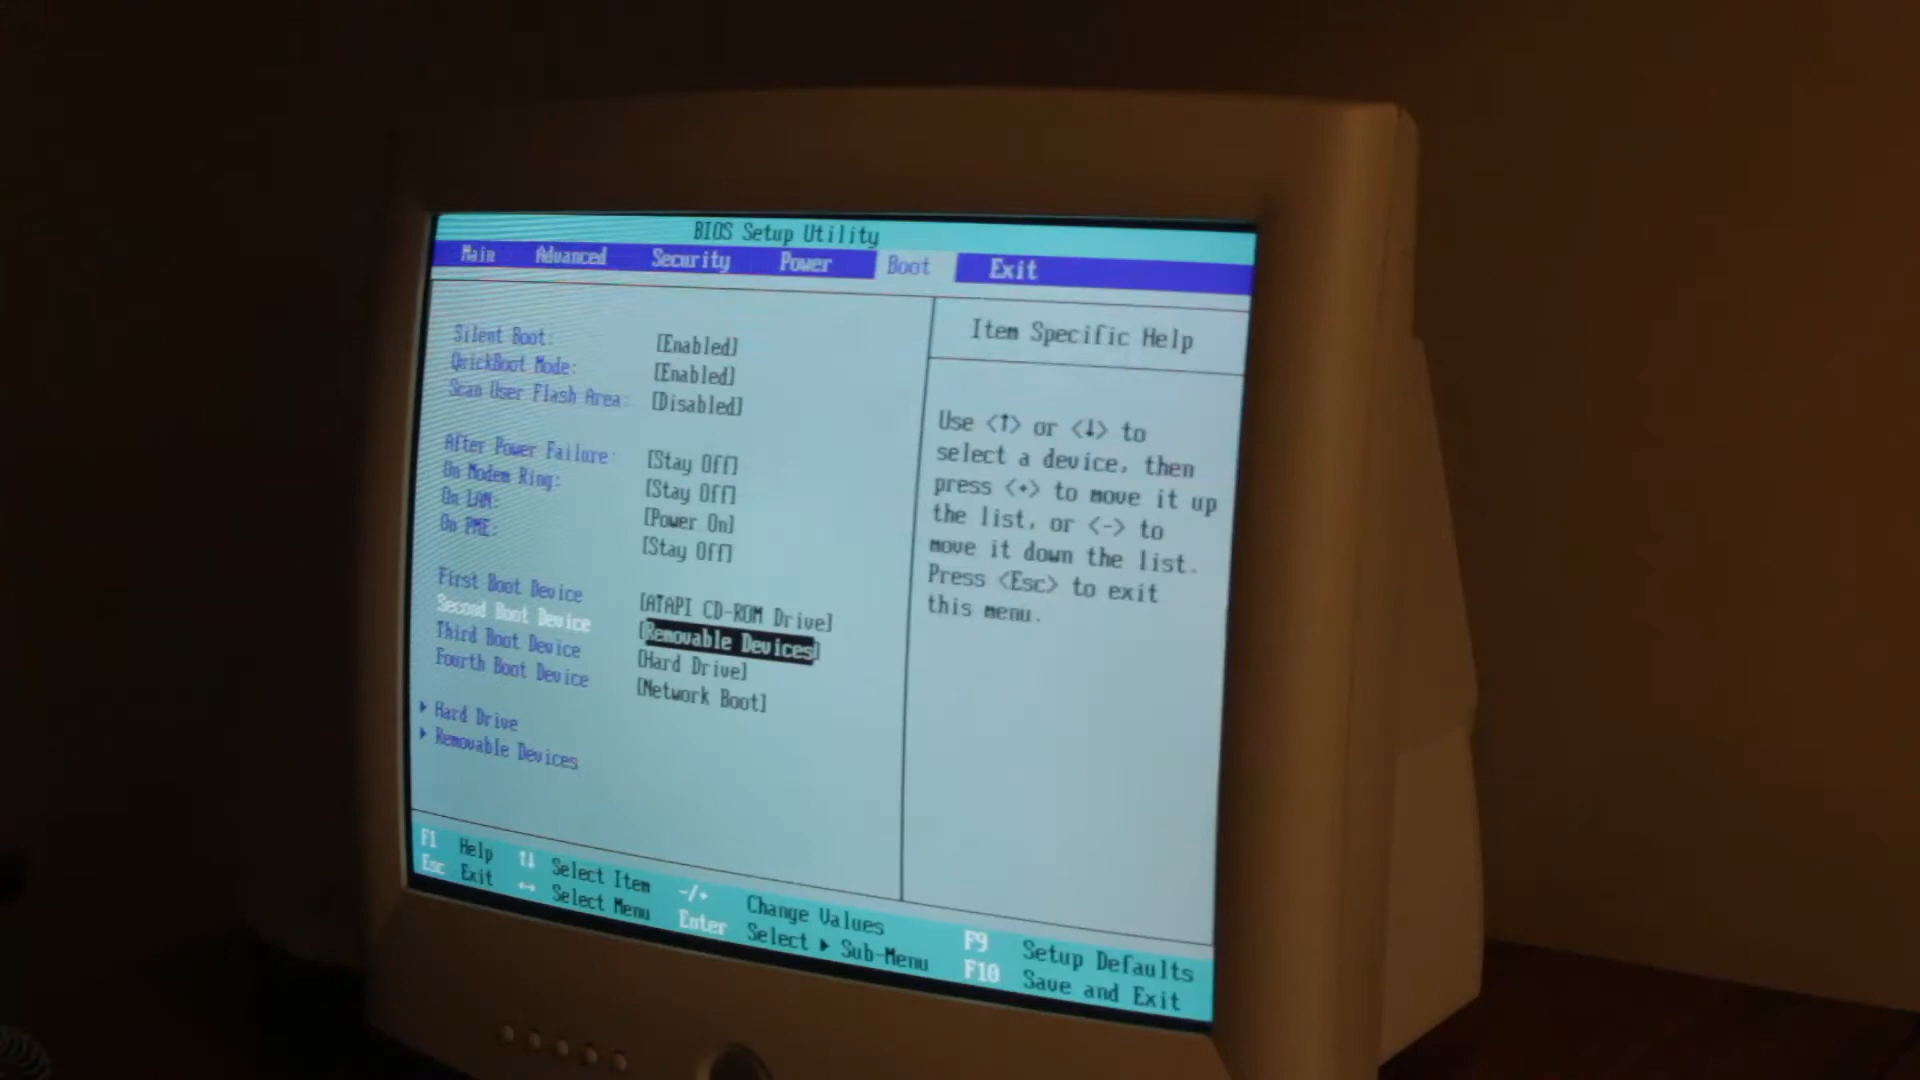 BIOS Setup Utility
Main Advanced Security Power Boot Exit
Silent Boot: [Enabled]
QuickBoot Mode: [Enabled]
Scan User Flash Area: [Disabled]
After Power Failure: [Stay Off]
On Modem Ring: [Stay Off]
On LAN: [Power On]
On PME: [Stay Off]
First Boot Device [ATAPI CD-ROM Drive]
Second Boot Device [Removable Devices]
Third Boot Device [Hard Drive]
Fourth Boot Device [Network Boot]
▶ Hard Drive
▶ Removable Devices
Item Specific Help
Use <↑> or <↓> to
select a device, then
press <+> to move it up
the list, or <-> to
move it down the list.
Press <Esc> to exit
this menu.
F1 Help ↑↓ Select Item -/+ Change Values F9 Setup Defaults
Esc Exit ↔ Select Menu Enter Select ▶ Sub-Menu F10 Save and Exit